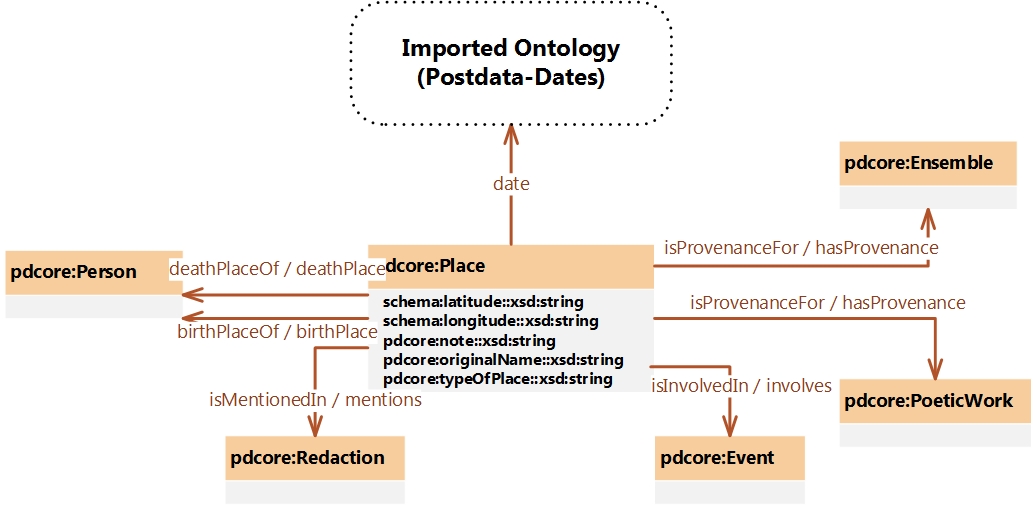 Imported Ontology
(Postdata-Dates)
date
pdcore:Ensemble
isProvenanceFor / hasProvenance
pdcore:Person
deathPlaceOf / deathPlace
dcore:Place
schema:latitude::xsd:string
schema:longitude::xsd:string
pdcore:note::xsd:string
pdcore:originalName::xsd:string
pdcore:typeOfPlace::xsd:string
isProvenanceFor / hasProvenance
birthPlaceOf / birthPlace
isInvolvedIn / involves
isMentionedIn / mentions
pdcore:PoeticWork
pdcore:Redaction
pdcore:Event